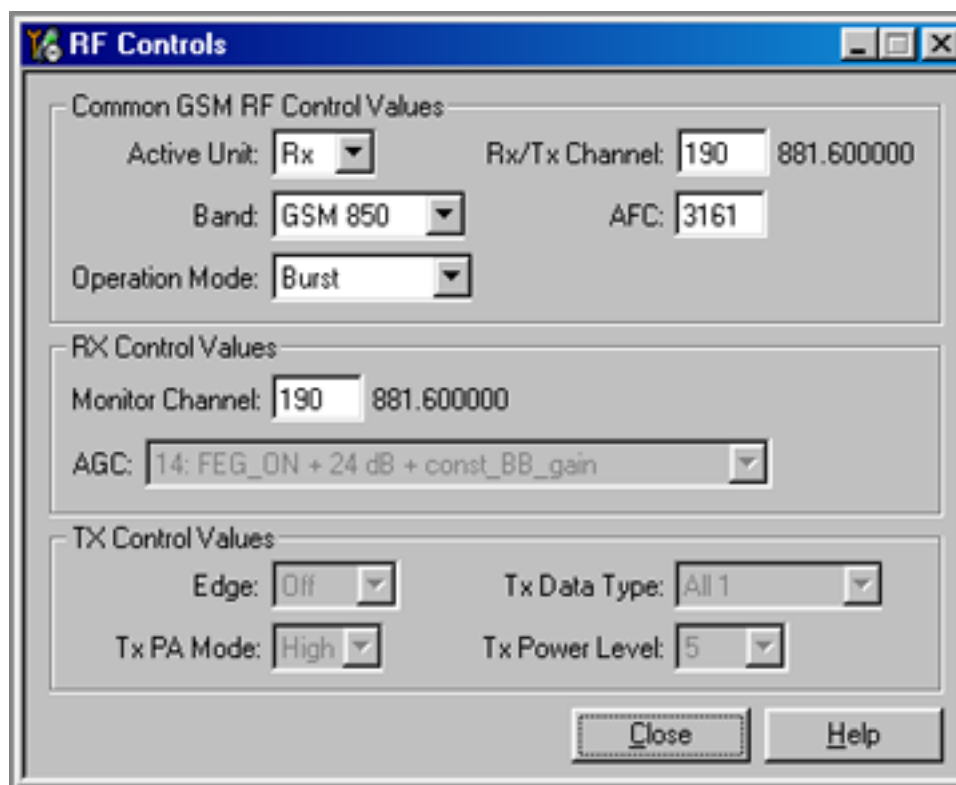 RF Controls
Common GSM RF Control Values
Active Unit: Rx Rx/Tx Channel: 190 881.600000
Band: GSM 850 AFC: 3161
Operation Mode: Burst
RX Control Values
Monitor Channel: 190 881.600000
AGC: 14: FEG_ON + 24 dB + const_BB_gain
TX Control Values
Edge: Off Tx Data Type: All 1
Tx PA Mode: High Tx Power Level: 5
Close Help